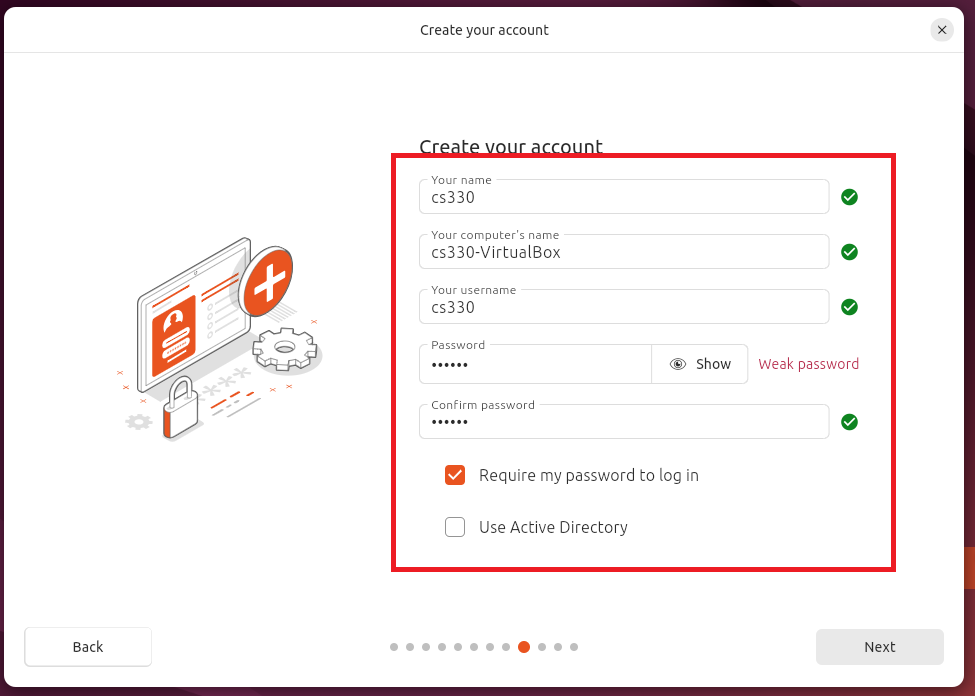 Create your account
Create your account
Your name
cs330
Your computer's name
cs330-VirtualBox
Your username
cs330
Password
••••••
Show
Weak password
Confirm password
••••••
Require my password to log in
Use Active Directory
Back
Next